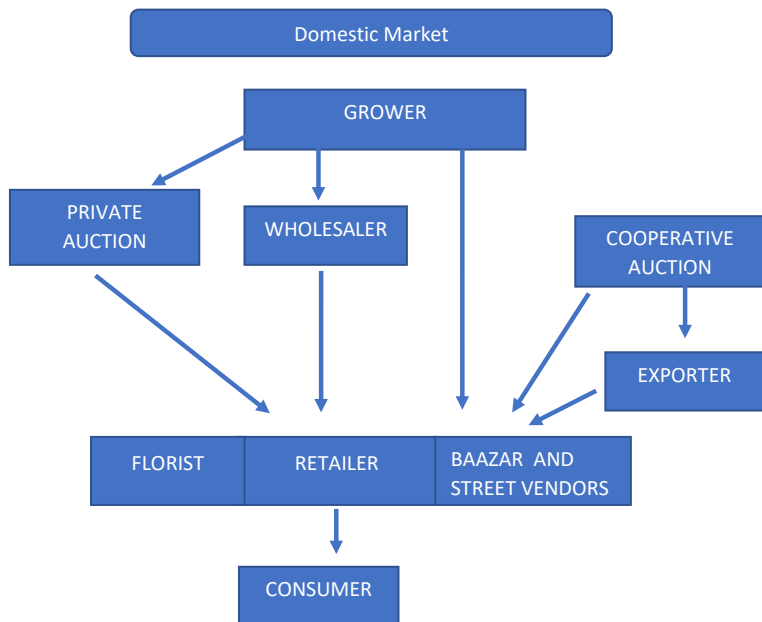 Domestic Market
GROWER
PRIVATE
AUCTION
WHOLESALER
COOPERATIVE
AUCTION
EXPORTER
FLORIST
RETAILER
BAAZAR AND
STREET VENDORS
CONSUMER